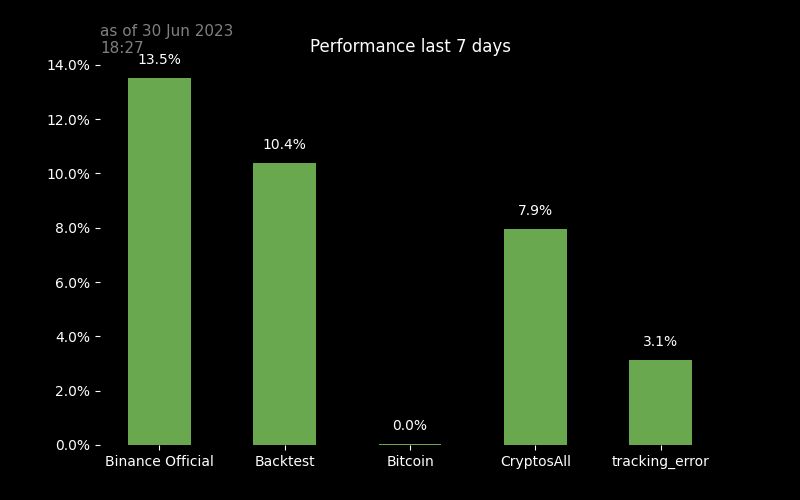 as of 30 Jun 2023
18:27
Performance last 7 days
14.0%
12.0%
10.0%
8.0%
6.0%
4.0%
2.0%
0.0%
13.5%
10.4%
0.0%
7.9%
3.1%
Binance Official
Backtest
Bitcoin
CryptosAll
tracking_error